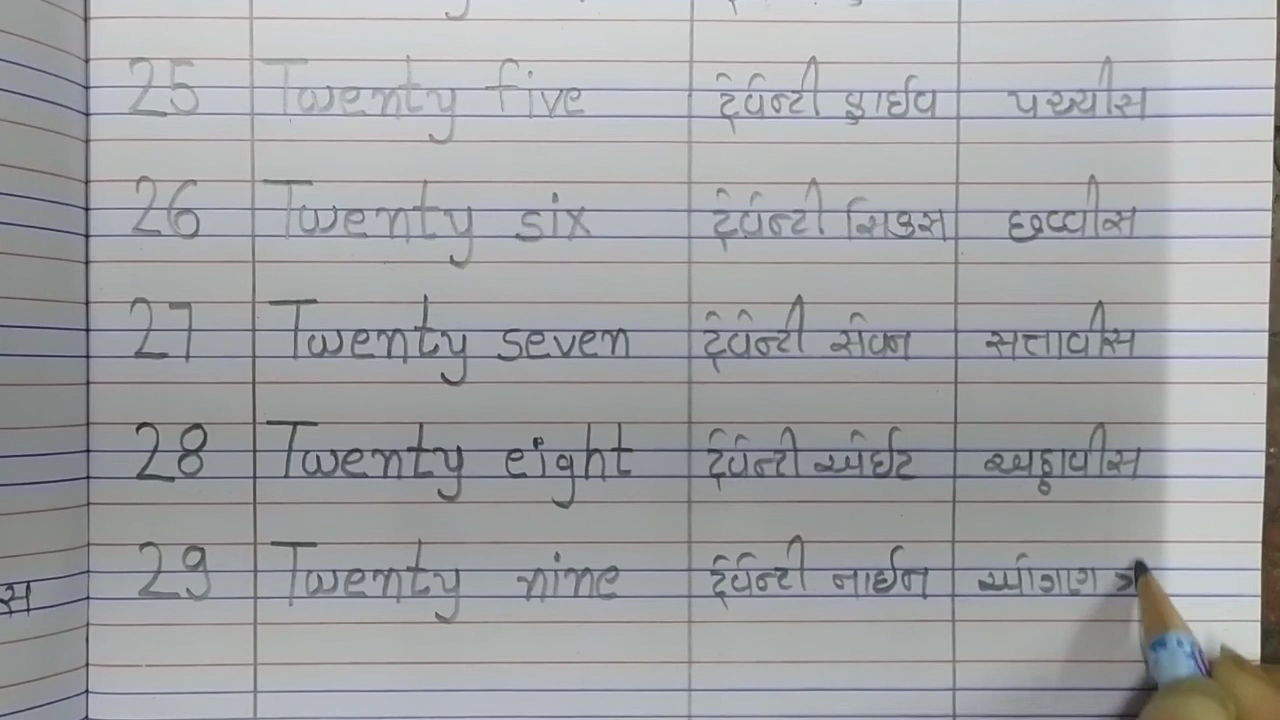 25 Twenty five ટ્વેન્ટી ફાઈવ પચ્ચીસ
26 Twenty six ટ્વેન્ટી સિક્સ છવ્વીસ
27 Twenty seven ટ્વેન્ટી સેવન સત્તાવીસ
28 Twenty eight ટ્વેન્ટી એઈટ અઠ્ઠાવીસ
29 Twenty nine ટ્વેન્ટી નાઈન ઓગણ